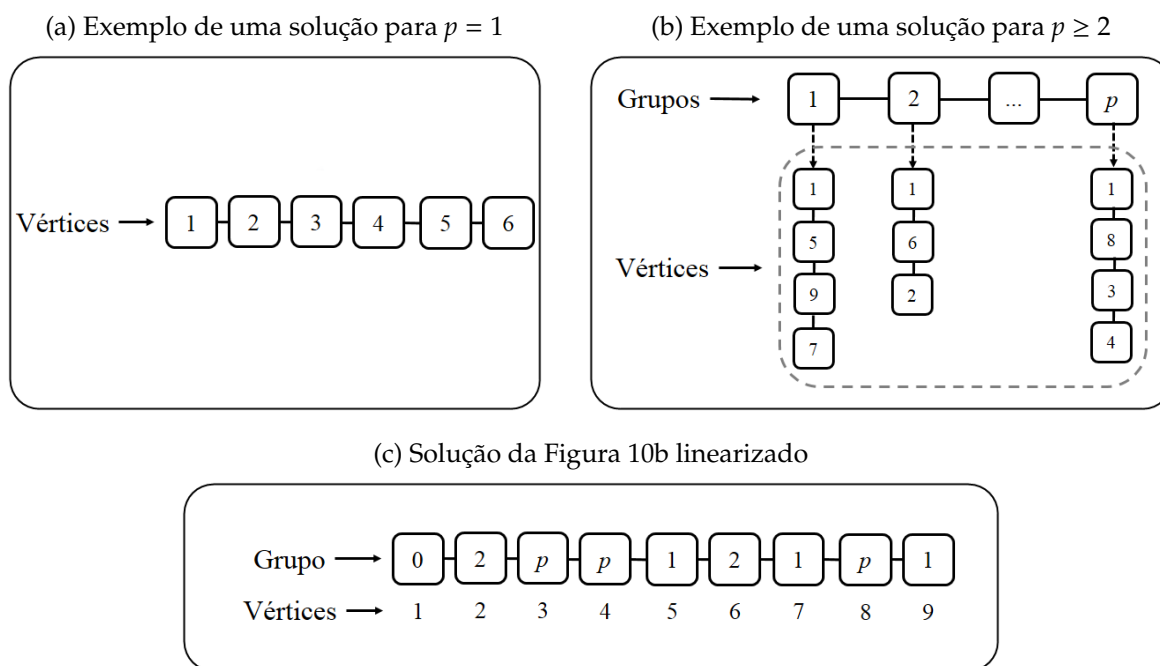 (a) Exemplo de uma solução para p = 1
Vértices
1 2 3 4 5 6
(b) Exemplo de uma solução para p ≥ 2
Grupos
1 2 ... p
1 1 1
5 6 8
Vértices
9 2 3
7 4
(c) Solução da Figura 10b linearizado
Grupo 0 2 p p 1 2 1 p 1
Vértices 1 2 3 4 5 6 7 8 9